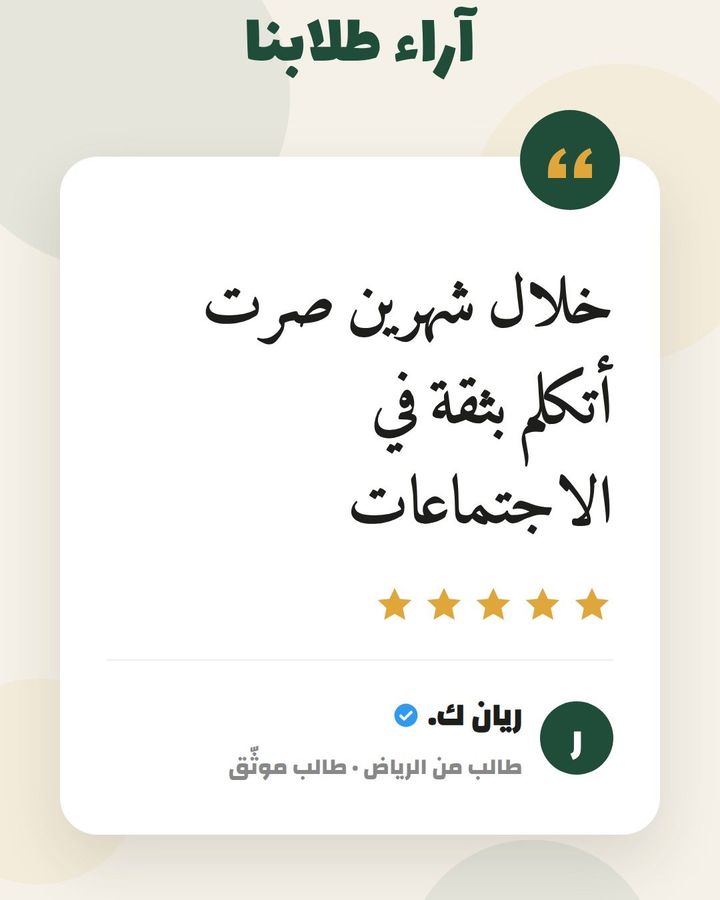 آراء طلابنا
“
خلال شهرين صرت
أتكلم بثقة في
الاجتماعات
ر
ريان ك.
طالب من الرياض • طالب موثّق